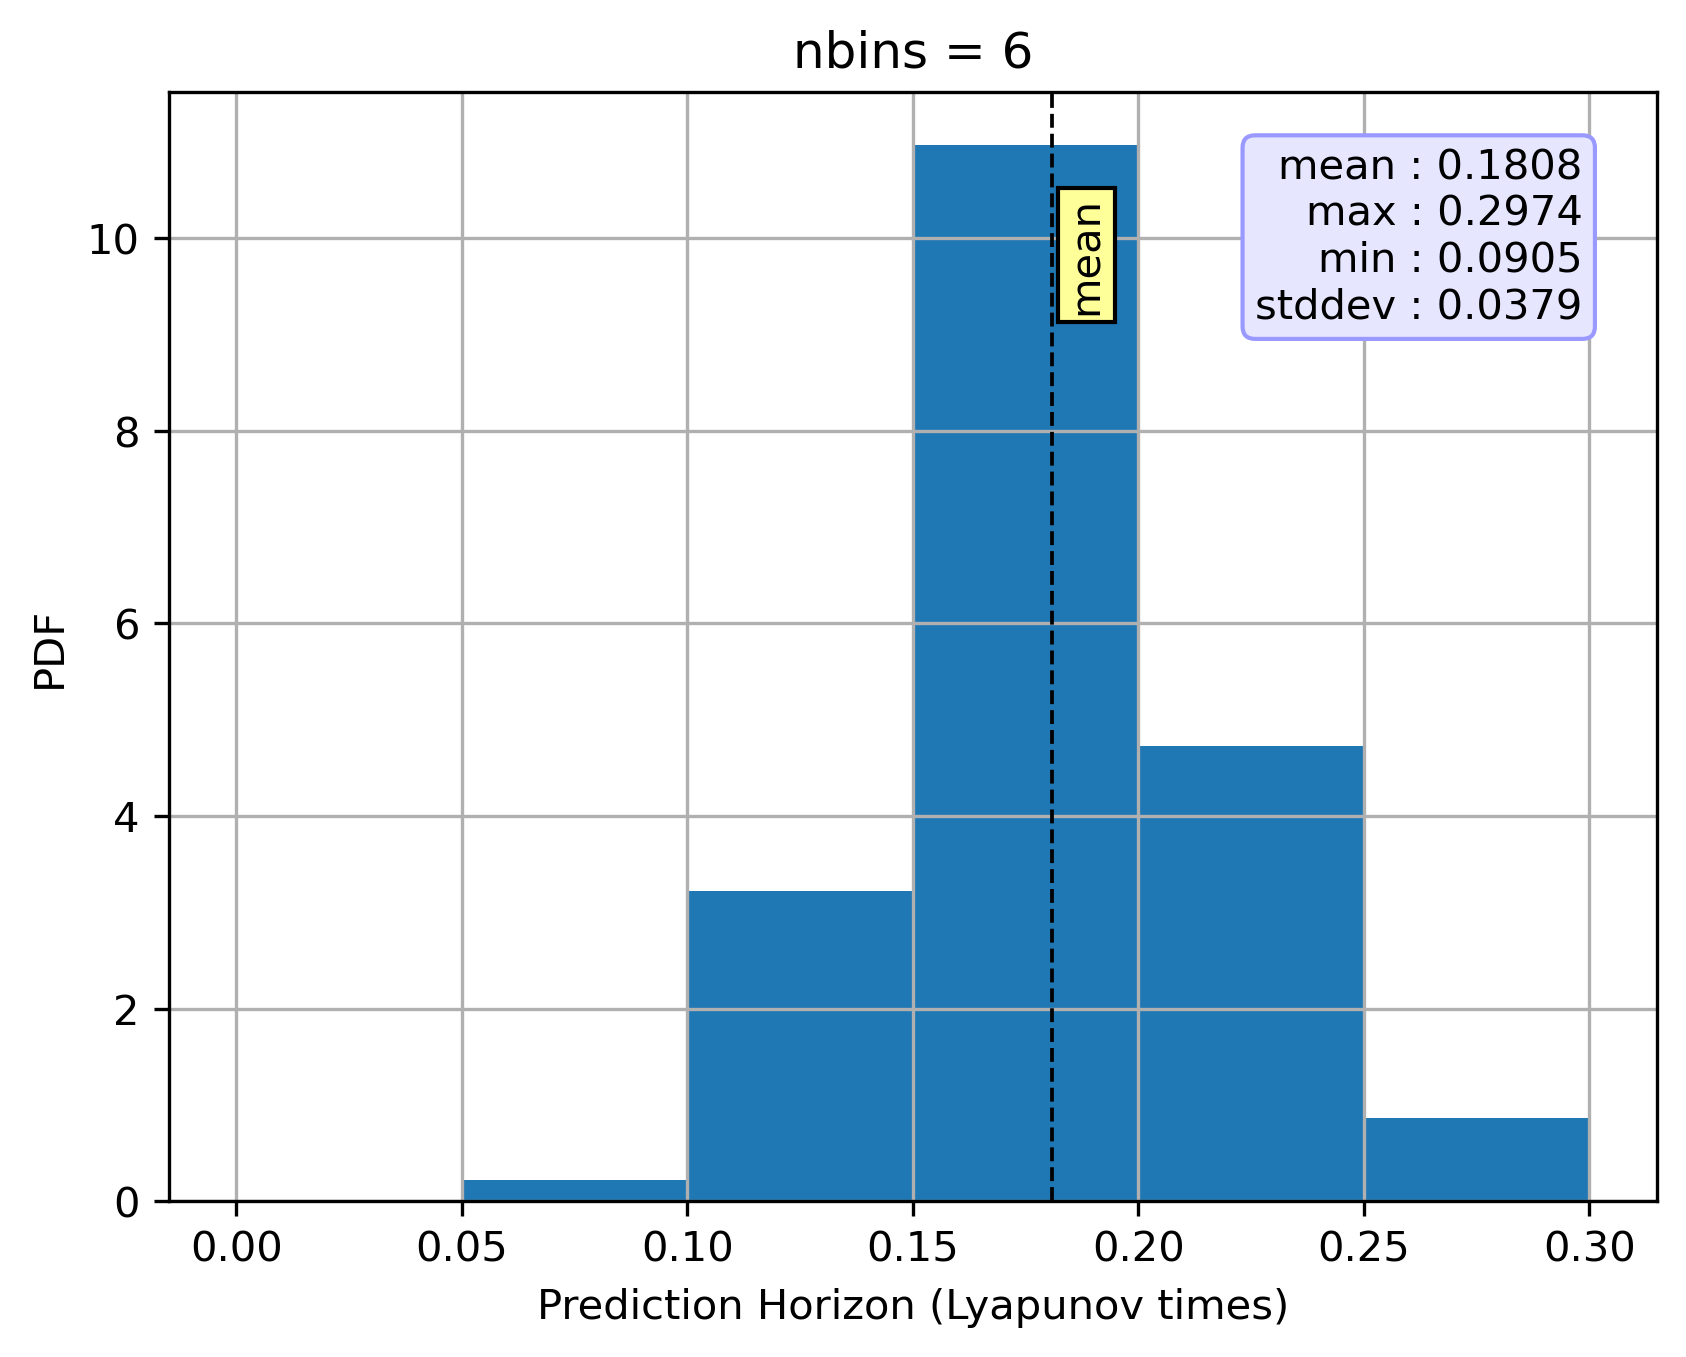 nbins = 6
mean : 0.1808
max : 0.2974
min : 0.0905
stddev : 0.0379
mean
PDF
10
8
6
4
2
0
0.00 0.05 0.10 0.15 0.20 0.25 0.30
Prediction Horizon (Lyapunov times)